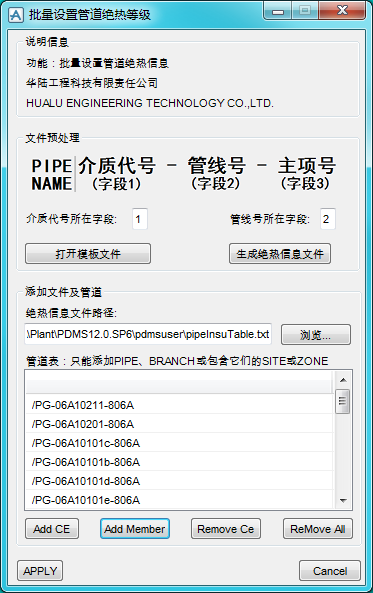 批量设置管道绝热等级
说明信息
功能：批量设置管道绝热信息
华陆工程科技有限责任公司
HUALU ENGINEERING TECHNOLOGY CO.,LTD.
文件预处理
PIPE NAME 介质代号 - 管线号 - 主项号
(字段1) (字段2) (字段3)
介质代号所在字段: 1 管线号所在字段: 2
打开模板文件 生成绝热信息文件
添加文件及管道
绝热信息文件路径:
\Plant\PDMS12.0.SP6\pdmsuser\pipeInsuTable.txt 浏览...
管道表：只能添加PIPE、BRANCH或包含它们的SITE或ZONE
/PG-06A10211-806A
/PG-06A10201-806A
/PG-06A10101c-806A
/PG-06A10101b-806A
/PG-06A10101d-806A
/PG-06A10101e-806A
Add CE Add Member Remove Ce ReMove All
APPLY Cancel